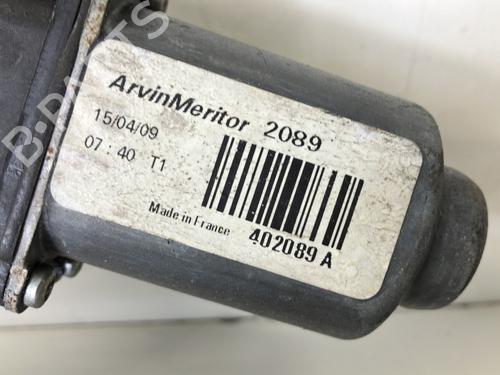 ArvinMeritor 2089
15/04/09
07:40 T1
Made in France 402089 A
B-PARTS